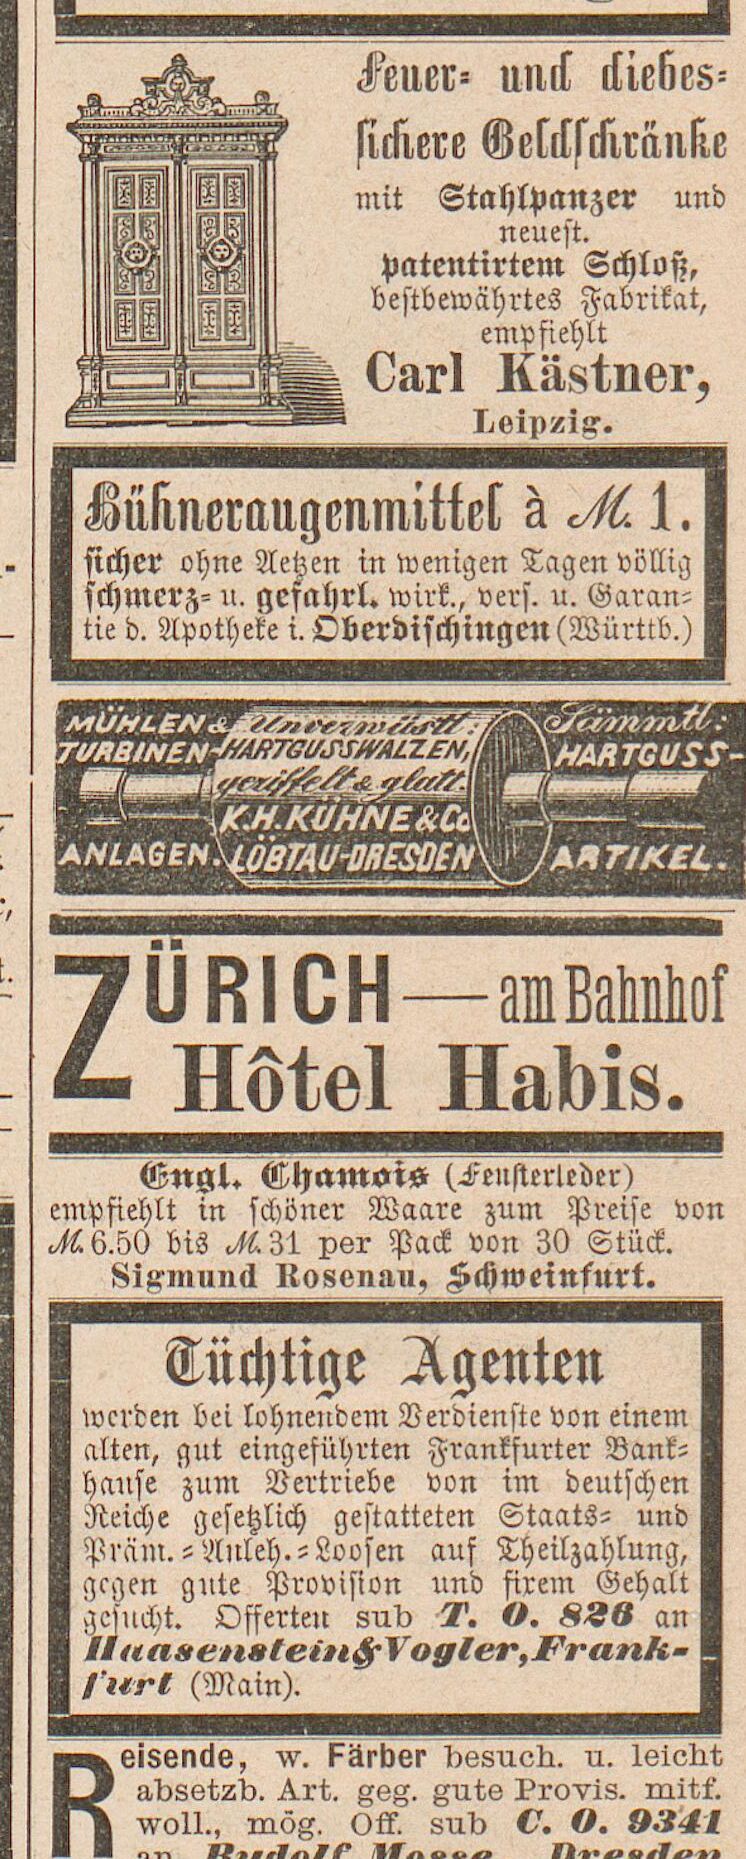 Feuer- und diebes-
sichere Geldschränke
mit Stahlpanzer und
neuest.
patentirtem Schloß,
bestbewährtes Fabrikat,
empfiehlt
Carl Kästner,
Leipzig.
Hühneraugenmittel à M. 1.
sicher ohne Aetzen in wenigen Tagen völlig
schmerz- u. gefahrl. wirk., vers. u. Garan-
tie d. Apotheke i. Oberdischingen (Württb.)
MÜHLEN & TURBINEN-ANLAGEN.
Unverwüstl:
HARTGUSSWALZEN,
geriffelt & glatt.
K.H. KÜHNE & Co
LÖBTAU-DRESDEN
Sämmtl:
HARTGUSS-
ARTIKEL.
ZÜRICH — am Bahnhof
Hôtel Habis.
Engl. Chamois (Fensterleder)
empfiehlt in schöner Waare zum Preise von
M. 6.50 bis M. 31 per Pack von 30 Stück.
Sigmund Rosenau, Schweinfurt.
Tüchtige Agenten
werden bei lohnendem Verdienste von einem
alten, gut eingeführten Frankfurter Bank-
hause zum Vertriebe von im deutschen
Reiche gesetzlich gestatteten Staats- und
Präm.-Anleh.-Loosen auf Theilzahlung,
gegen gute Provision und fixem Gehalt
gesucht. Offerten sub T. O. 826 an
Haasenstein & Vogler, Frank-
furt (Main).
Reisende, w. Färber besuch. u. leicht
absetzb. Art. geg. gute Provis. mitf.
woll., mög. Off. sub C. O. 9341
an Rudolf Mosse, Dresden